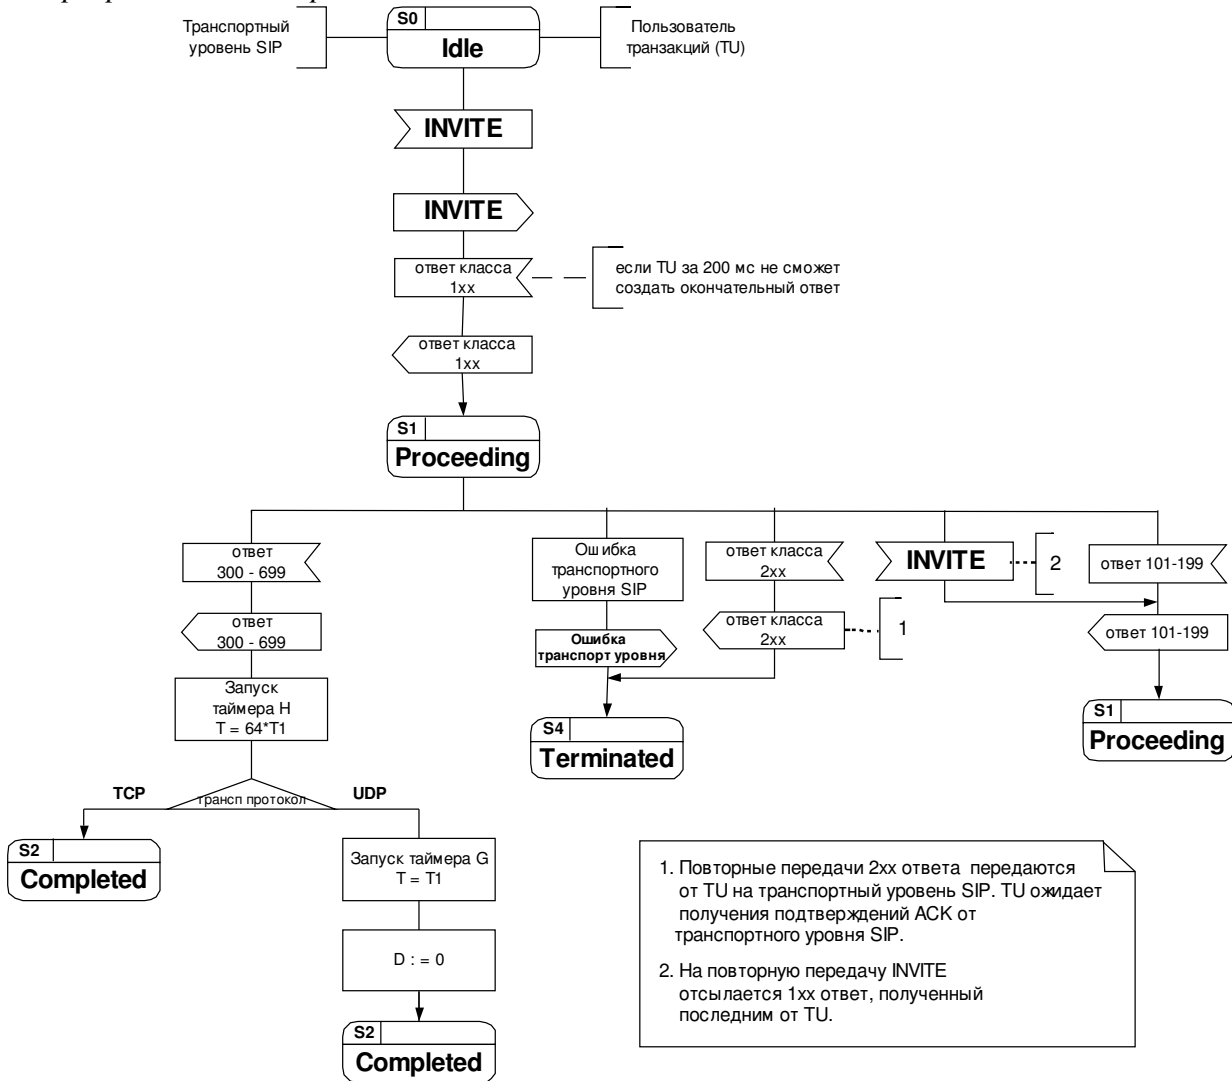 Транспортный
уровень SIP
S0
Idle
Пользователь
транзакций (TU)
INVITE
INVITE
ответ класса
1xx
если TU за 200 мс не сможет
создать окончательный ответ
ответ класса
1xx
S1
Proceeding
ответ
300 - 699
Ошибка
транспортного
уровня SIP
ответ класса
2xx
INVITE
2
ответ 101-199
ответ
300 - 699
Ошибка
транспорт уровня
ответ класса
2xx
1
ответ 101-199
Запуск
таймера H
T = 64*T1
S4
Terminated
S1
Proceeding
TCP
трансп протокол
UDP
S2
Completed
Запуск таймера G
T = T1
D : = 0
S2
Completed
1. Повторные передачи 2xx ответа передаются
от TU на транспортный уровень SIP. TU ожидает
получения подтверждений ACK от
транспортного уровня SIP.
2. На повторную передачу INVITE
отсылается 1xx ответ, полученный
последним от TU.